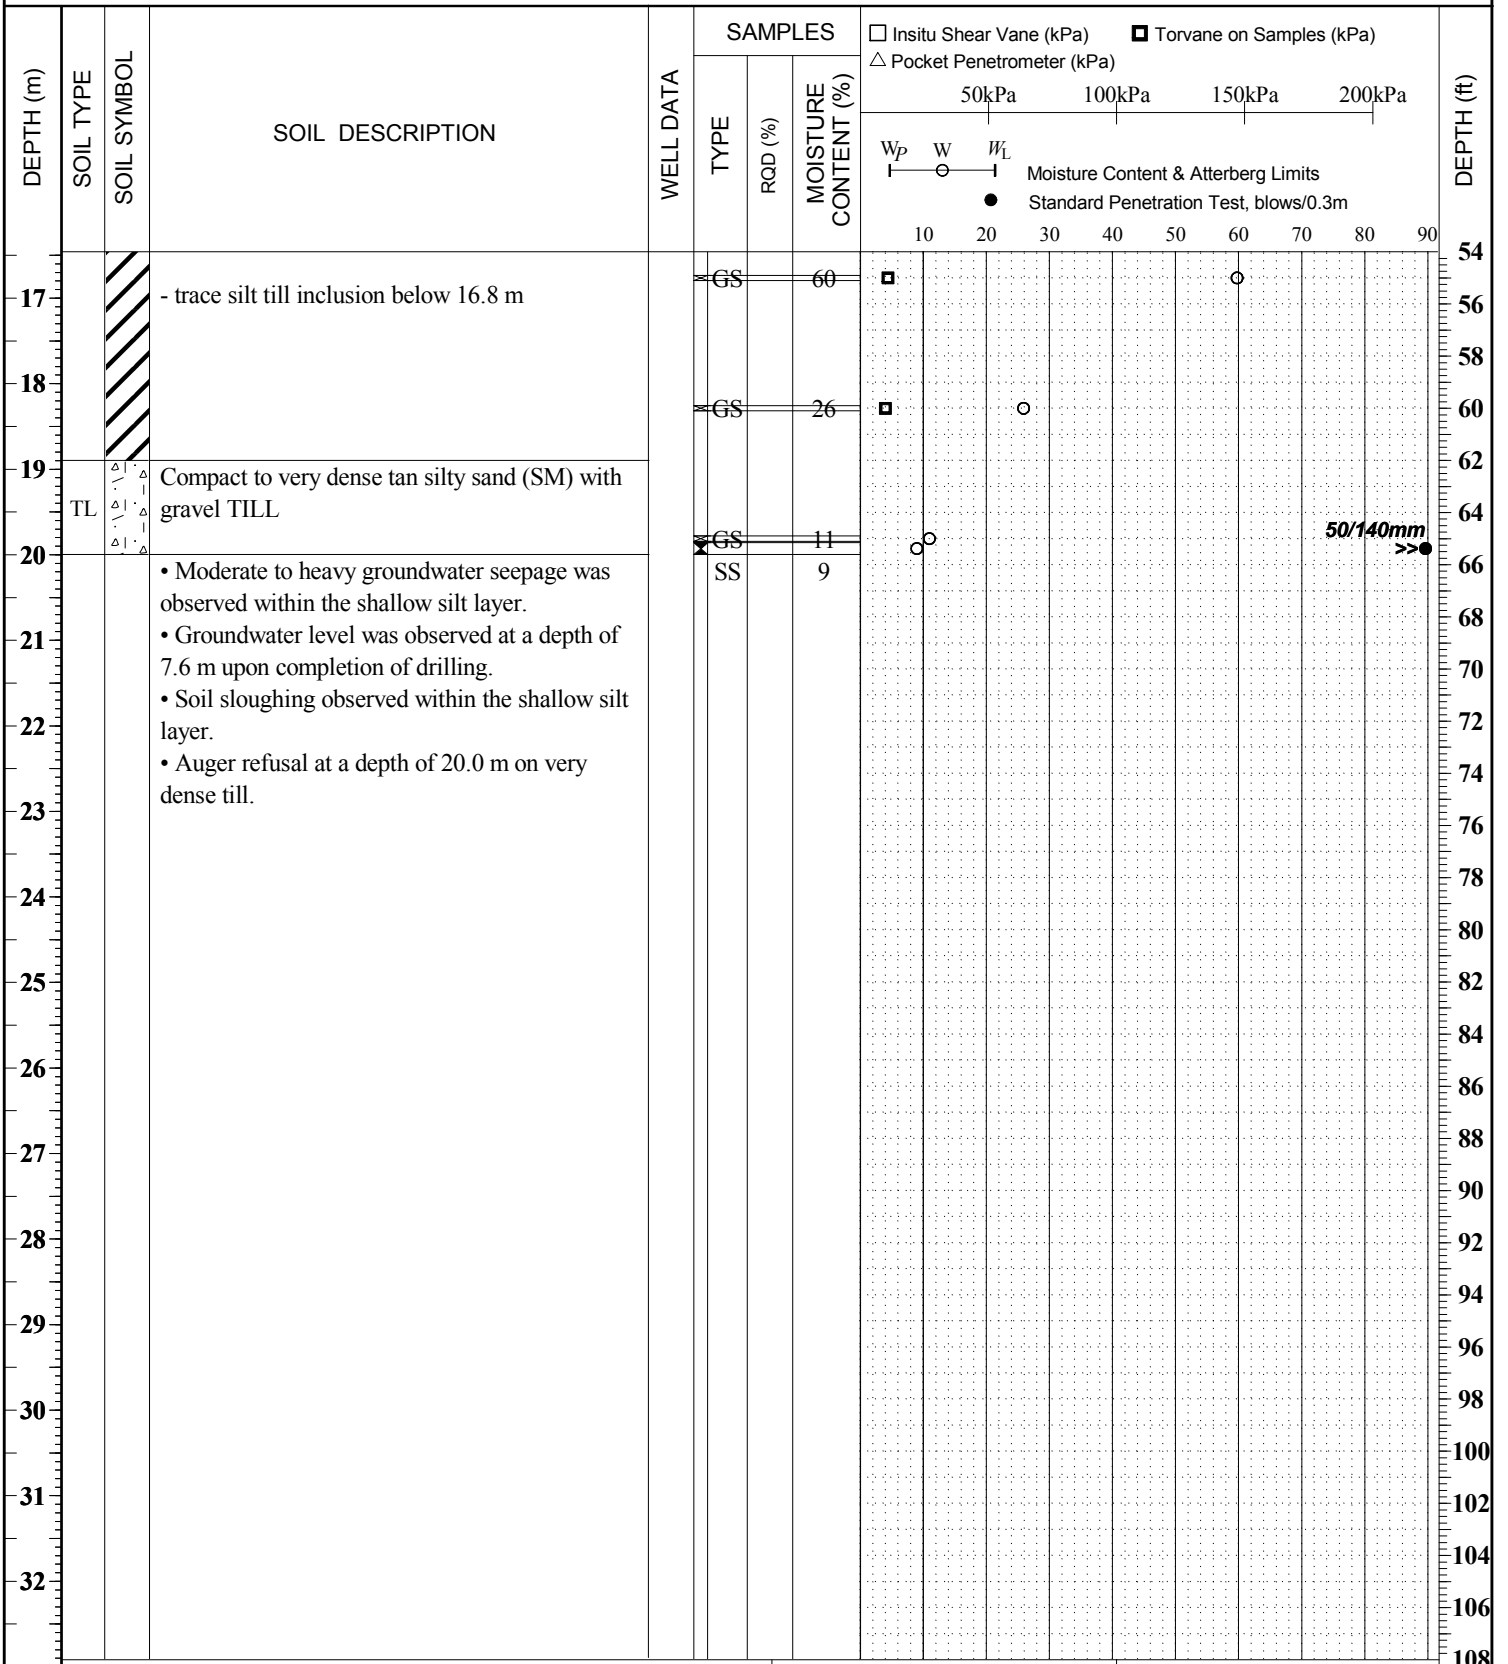 SAMPLES
Insitu Shear Vane (kPa) Torvane on Samples (kPa)
Pocket Penetrometer (kPa)
50kPa 100kPa 150kPa 200kPa
DEPTH (m)
SOIL TYPE
SOIL SYMBOL
SOIL DESCRIPTION
WELL DATA
TYPE
RQD (%)
MOISTURE
CONTENT (%)
WP W WL
Moisture Content & Atterberg Limits
Standard Penetration Test, blows/0.3m
DEPTH (ft)
10 20 30 40 50 60 70 80 90
54
GS 60
17 - trace silt till inclusion below 16.8 m
56
58
18
GS 26 60
19
62
Compact to very dense tan silty sand (SM) with
TL gravel TILL
64
50/140mm
GS 11
>>
20
66
• Moderate to heavy groundwater seepage was
SS 9
observed within the shallow silt layer.
68
• Groundwater level was observed at a depth of
21
7.6 m upon completion of drilling.
70
• Soil sloughing observed within the shallow silt
layer.
22 72
• Auger refusal at a depth of 20.0 m on very
74
dense till.
23
76
78
24
80
25 82
84
26
86
27
88
90
28 92
94
29
96
30
98
100
31 102
104
32
106
108